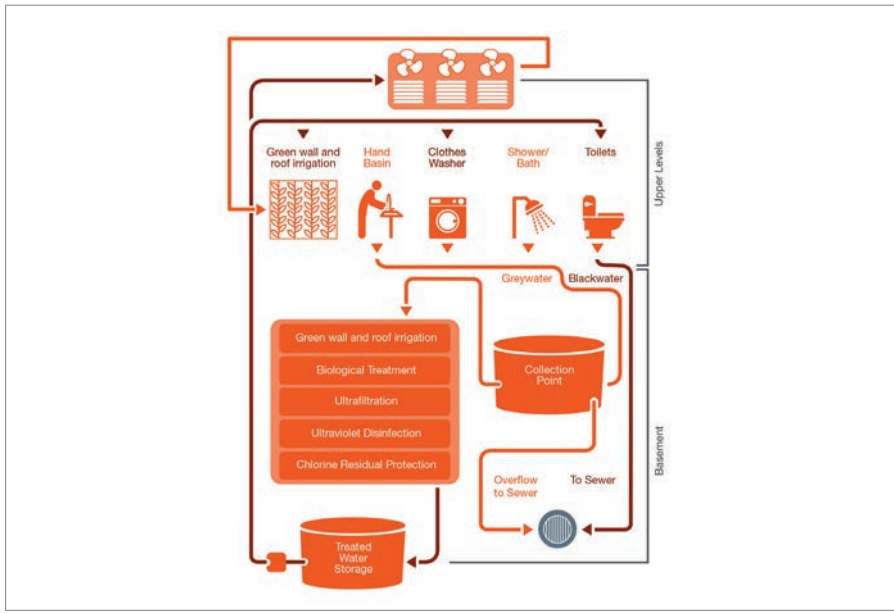 Green wall and
roof irrigation
Hand
Basin
Clothes
Washer
Shower/
Bath
Toilets
Upper Levels
Greywater
Blackwater
Green wall and roof irrigation
Biological Treatment
Ultrafiltration
Ultraviolet Disinfection
Chlorine Residual Protection
Collection
Point
Basement
Overflow
to Sewer
To Sewer
Treated
Water
Storage